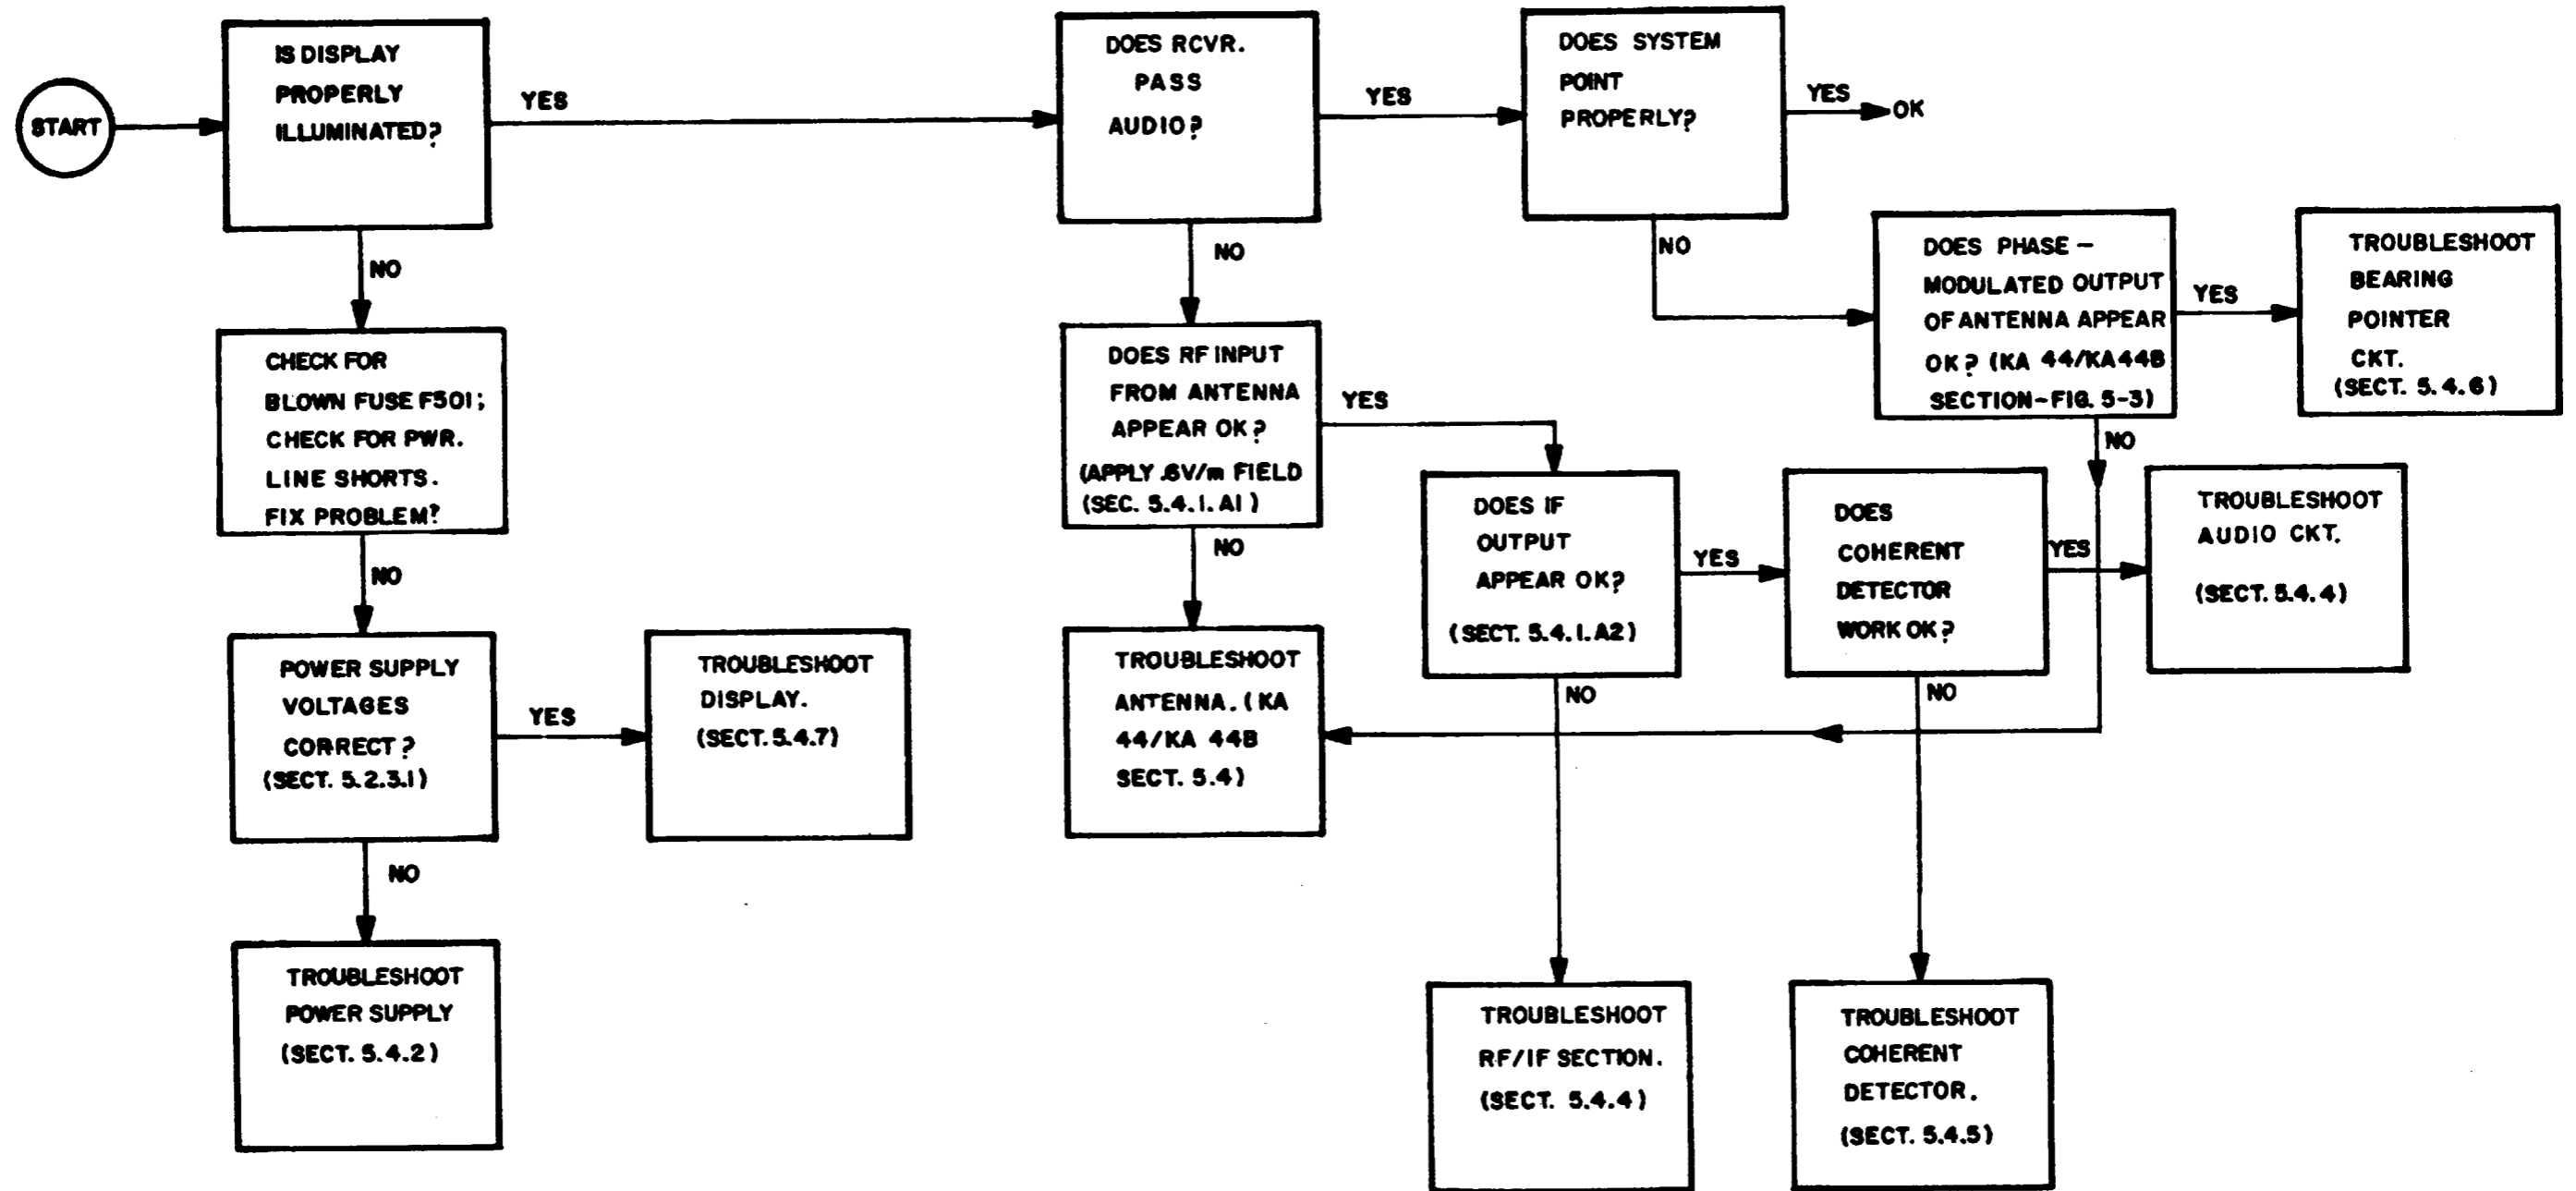 START
IS DISPLAY
PROPERLY
ILLUMINATED?
YES
DOES RCVR.
PASS
AUDIO?
YES
DOES SYSTEM
POINT
PROPERLY?
YES
OK
NO
CHECK FOR
BLOWN FUSE F501;
CHECK FOR PWR.
LINE SHORTS.
FIX PROBLEM?
NO
POWER SUPPLY
VOLTAGES
CORRECT?
(SECT. 5.2.3.1)
YES
TROUBLESHOOT
DISPLAY.
(SECT. 5.4.7)
NO
TROUBLESHOOT
POWER SUPPLY
(SECT. 5.4.2)
NO
DOES RF INPUT
FROM ANTENNA
APPEAR OK?
(APPLY .6V/m FIELD
(SEC. 5.4.1. A1)
YES
NO
TROUBLESHOOT
ANTENNA. (KA
44/KA 44B
SECT. 5.4)
DOES IF
OUTPUT
APPEAR OK?
(SECT. 5.4.1.A2)
YES
NO
TROUBLESHOOT
RF/IF SECTION.
(SECT. 5.4.4)
DOES
COHERENT
DETECTOR
WORK OK?
YES
NO
TROUBLESHOOT
COHERENT
DETECTOR.
(SECT. 5.4.5)
TROUBLESHOOT
AUDIO CKT.
(SECT. 5.4.4)
NO
DOES PHASE –
MODULATED OUTPUT
OF ANTENNA APPEAR
OK? (KA 44/KA44B
SECTION-FIG. 5-3)
YES
NO
TROUBLESHOOT
BEARING
POINTER
CKT.
(SECT. 5.4.6)